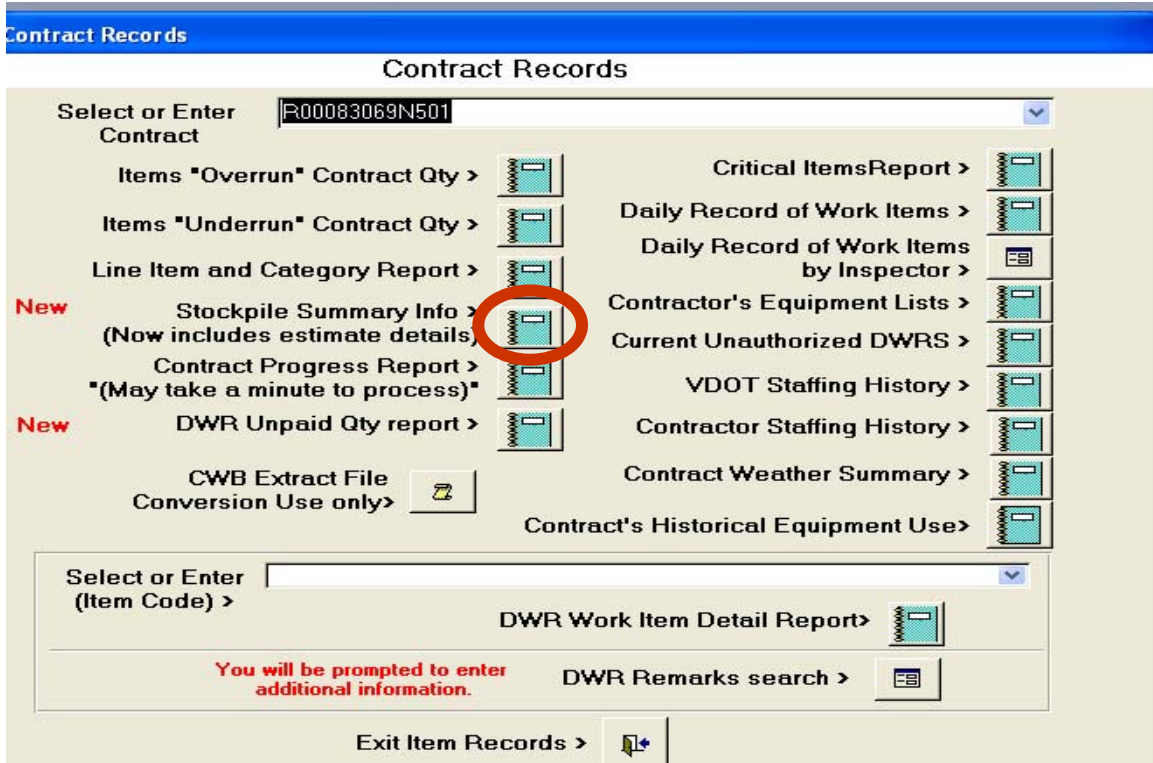 Contract Records
Contract Records
Select or Enter
Contract
R00083069N501
Items "Overrun" Contract Qty >
Items "Underrun" Contract Qty >
Line Item and Category Report >
New
Stockpile Summary Info >
(Now includes estimate details)
Contract Progress Report >
"(May take a minute to process)"
New
DWR Unpaid Qty report >
CWB Extract File
Conversion Use only>
Critical ItemsReport >
Daily Record of Work Items >
Daily Record of Work Items
by Inspector >
Contractor's Equipment Lists >
Current Unauthorized DWRS >
VDOT Staffing History >
Contractor Staffing History >
Contract Weather Summary >
Contract's Historical Equipment Use>
Select or Enter
(Item Code) >
DWR Work Item Detail Report>
You will be prompted to enter
additional information.
DWR Remarks search >
Exit Item Records >